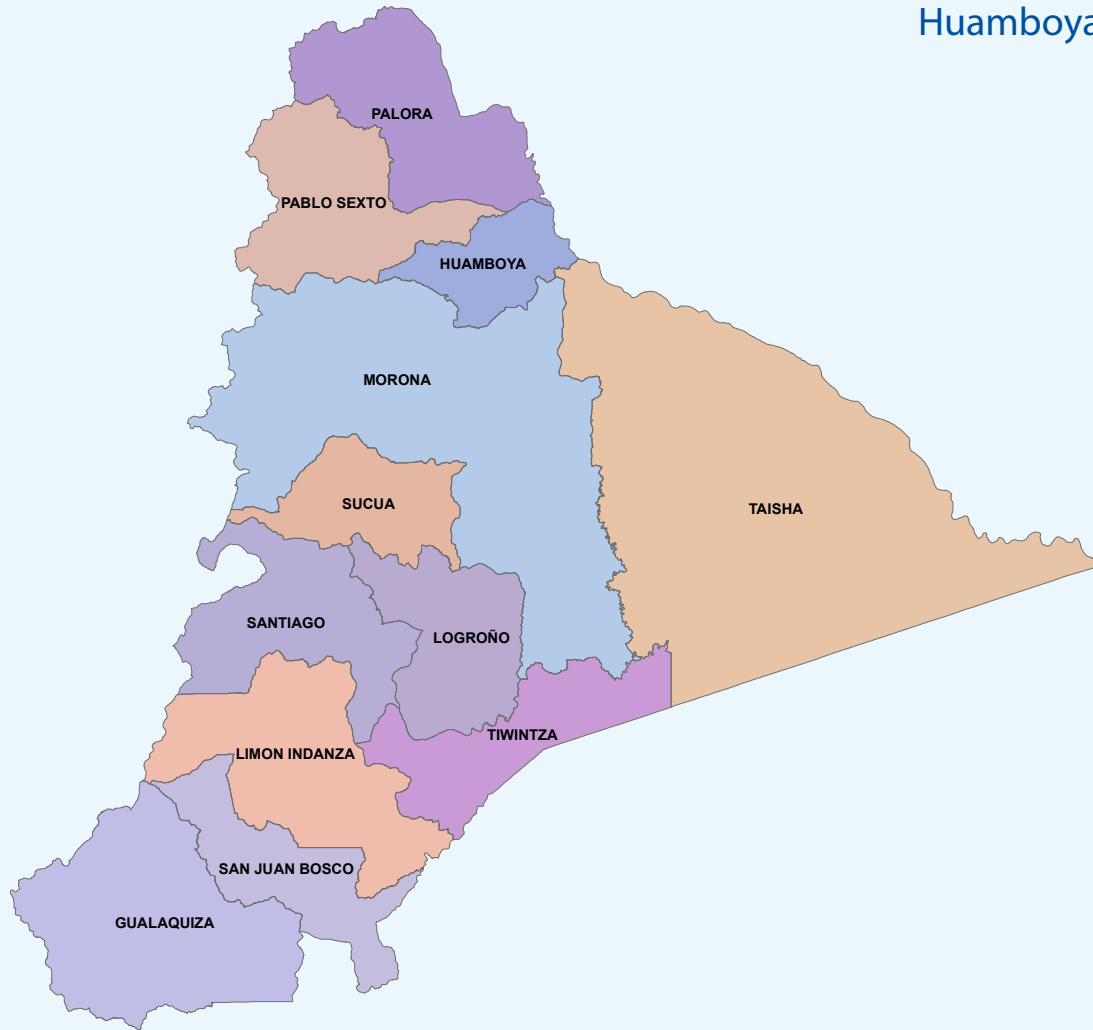 Huamboya
PALORA
PABLO SEXTO
HUAMBOYA
MORONA
SUCUA
TAISHA
SANTIAGO
LOGROÑO
TIWINTZA
LIMON INDANZA
SAN JUAN BOSCO
GUALAQUIZA